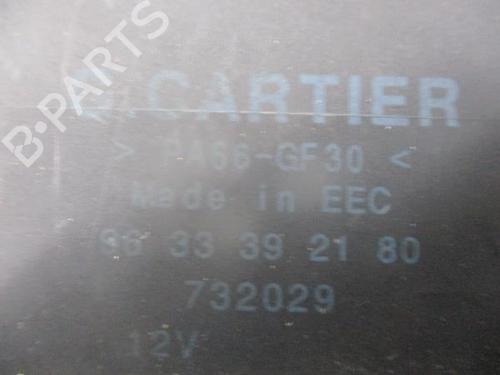 B-PARTS
CARTIER
> PA66-GF30 <
Made in EEC
96 33 39 21 80
732029
12V